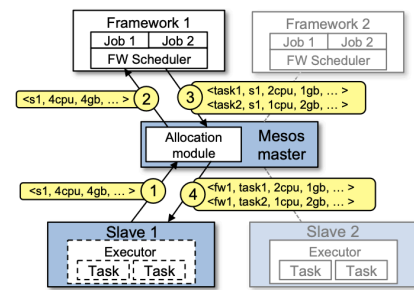 Framework 1
Job 1 Job 2
FW Scheduler
Framework 2
Job 1 Job 2
FW Scheduler
<s1, 4cpu, 4gb, ... >
2
3
<task1, s1, 2cpu, 1gb, ... >
<task2, s1, 1cpu, 2gb, ... >
Allocation
module
Mesos
master
<s1, 4cpu, 4gb, ... >
1
4
<fw1, task1, 2cpu, 1gb, ... >
<fw1, task2, 1cpu, 2gb, ... >
Slave 1
Executor
Task Task
Slave 2
Executor
Task Task